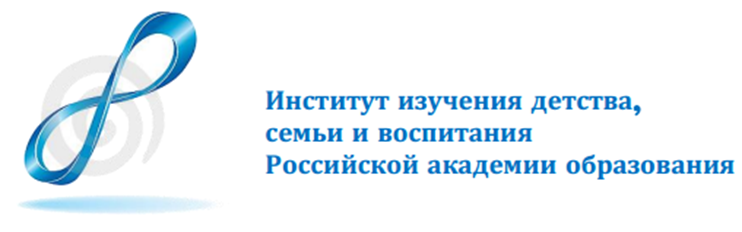 Институт изучения детства,
семьи и воспитания
Российской академии образования